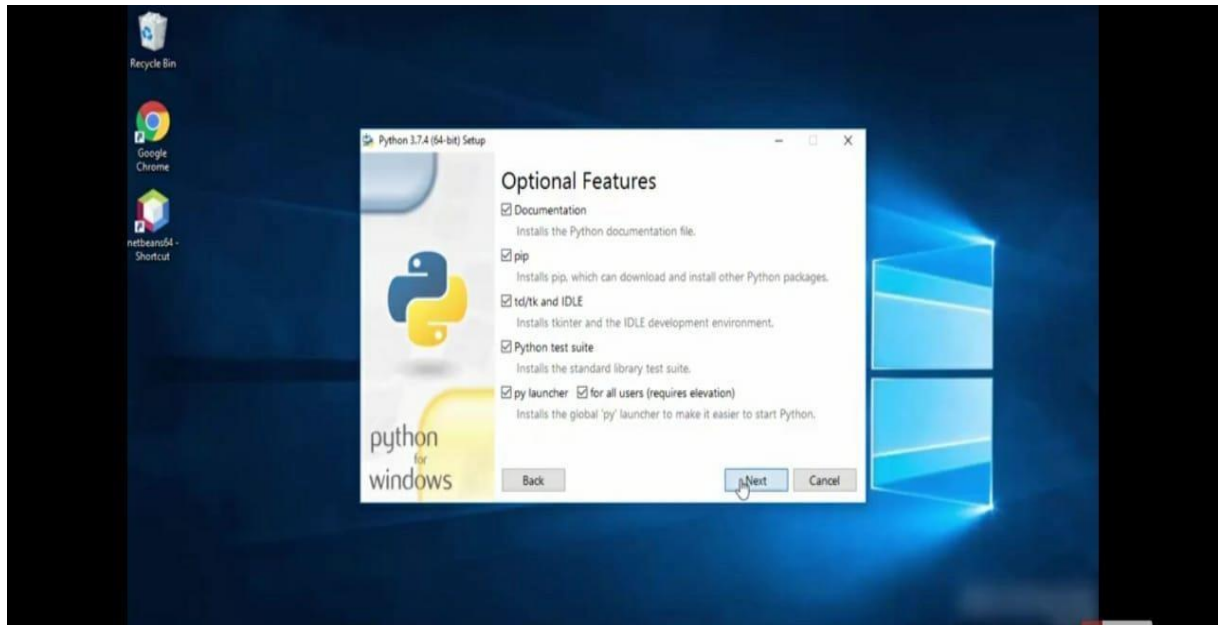 Recycle Bin
Google
Chrome
netbeans64 -
Shortcut
Python 3.7.4 (64-bit) Setup
Optional Features
Documentation
Installs the Python documentation file.
pip
Installs pip, which can download and install other Python packages.
td/tk and IDLE
Installs tkinter and the IDLE development environment.
Python test suite
Installs the standard library test suite.
py launcher for all users (requires elevation)
Installs the global 'py' launcher to make it easier to start Python.
python
for
windows
Back Next Cancel